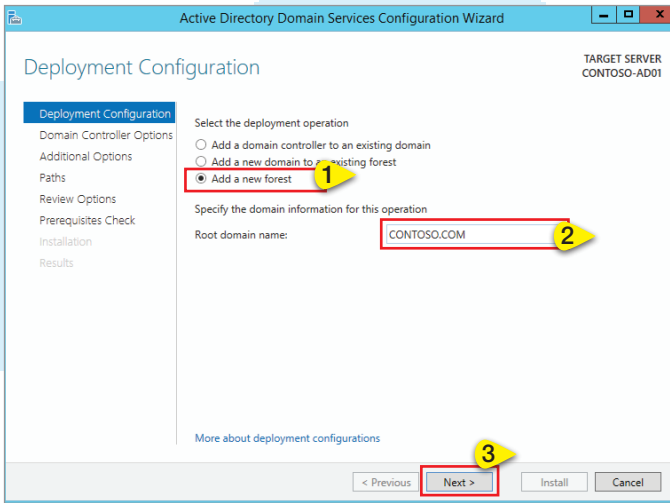 Active Directory Domain Services Configuration Wizard
Deployment Configuration
TARGET SERVER
CONTOSO-AD01
Deployment Configuration
Domain Controller Options
Additional Options
Paths
Review Options
Prerequisites Check
Installation
Results
Select the deployment operation
Add a domain controller to an existing domain
Add a new domain to an existing forest
Add a new forest
1
Specify the domain information for this operation
Root domain name:
CONTOSO.COM
2
More about deployment configurations
3
< Previous
Next >
Install
Cancel